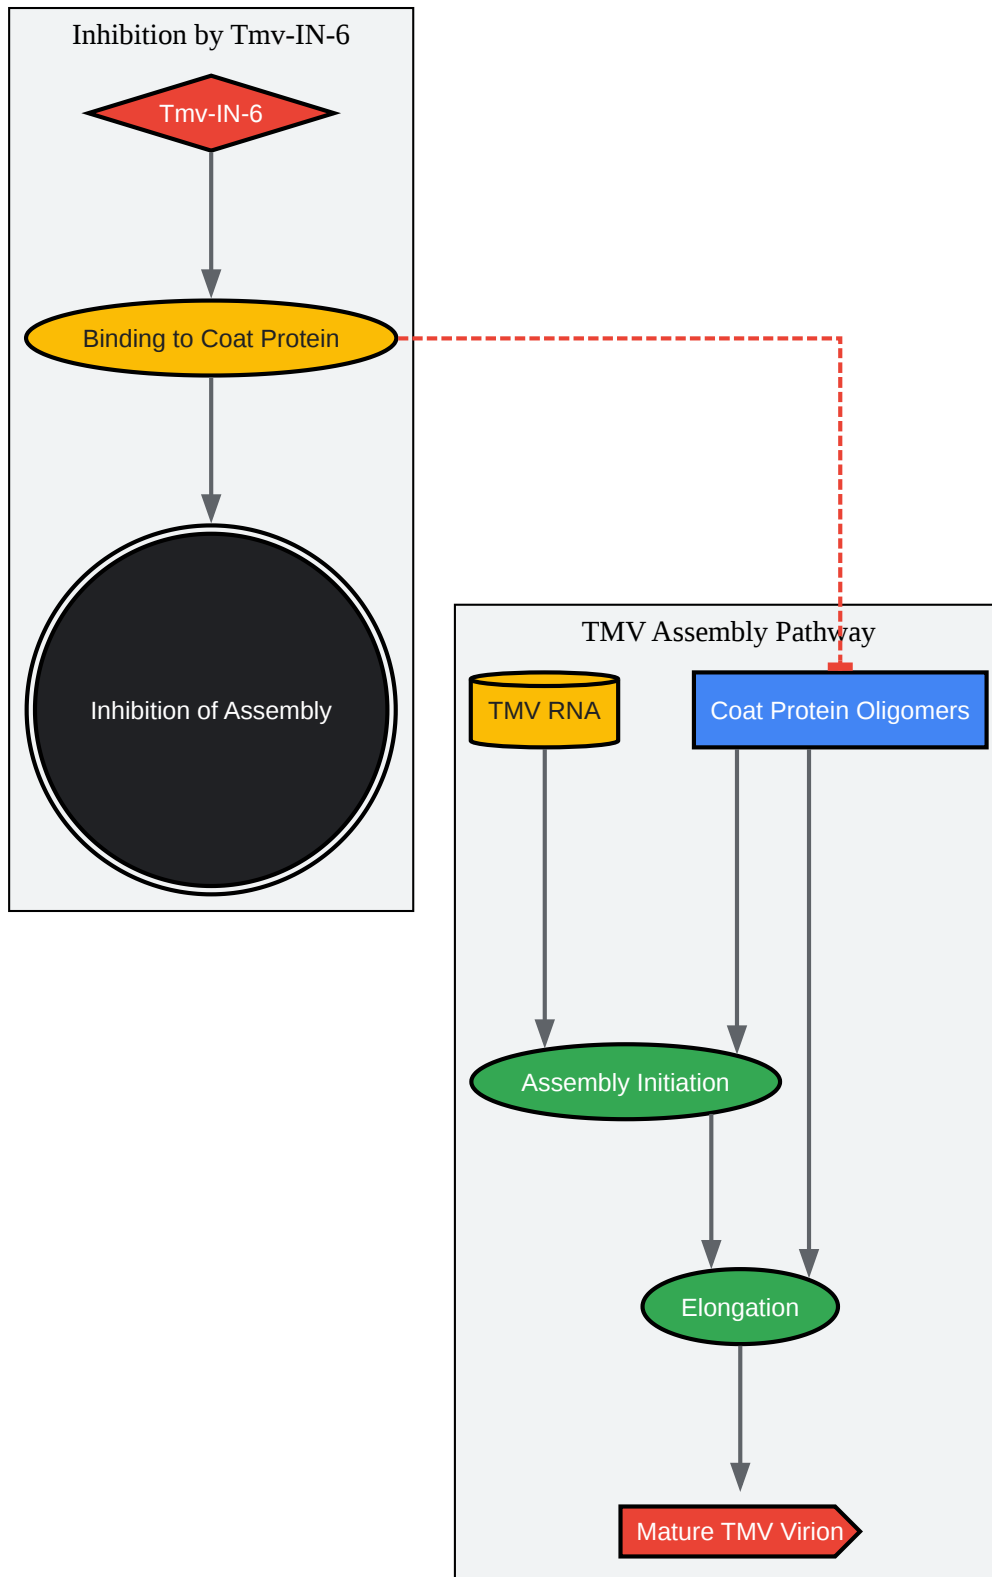 Inhibition by Tmv-IN-6
Tmv-IN-6
Binding to Coat Protein
Inhibition of Assembly
TMV Assembly Pathway
TMV RNA
Coat Protein Oligomers
Assembly Initiation
Elongation
Mature TMV Virion